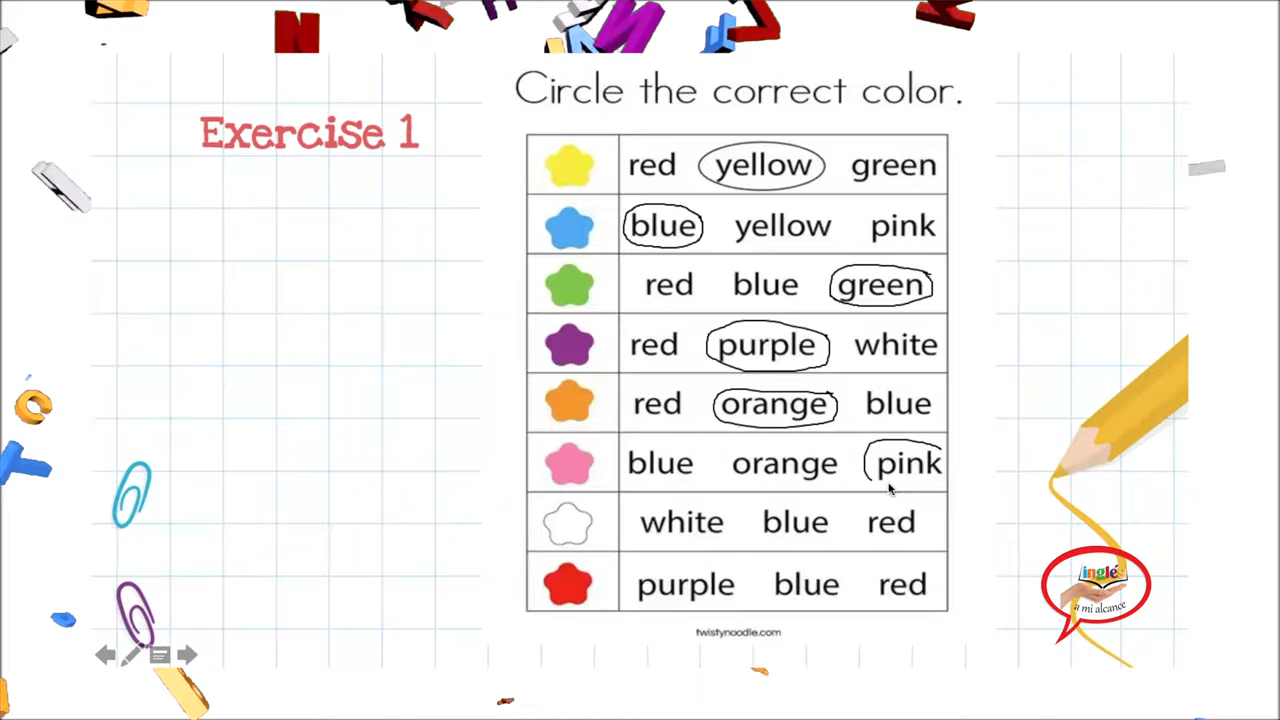 Circle the correct color.
Exercise 1
red yellow green
blue yellow pink
red blue green
red purple white
red orange blue
blue orange pink
white blue red
purple blue red
twistynoodle.com
inglés
a mi alcance